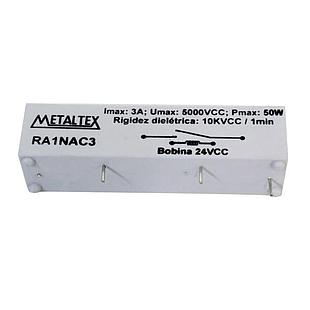 METALTEX
Imax: 3A; Umax: 5000VCC; Pmax: 50W
Rigidez dielétrica: 10KVCC / 1min
RA1NAC3
Bobina 24VCC